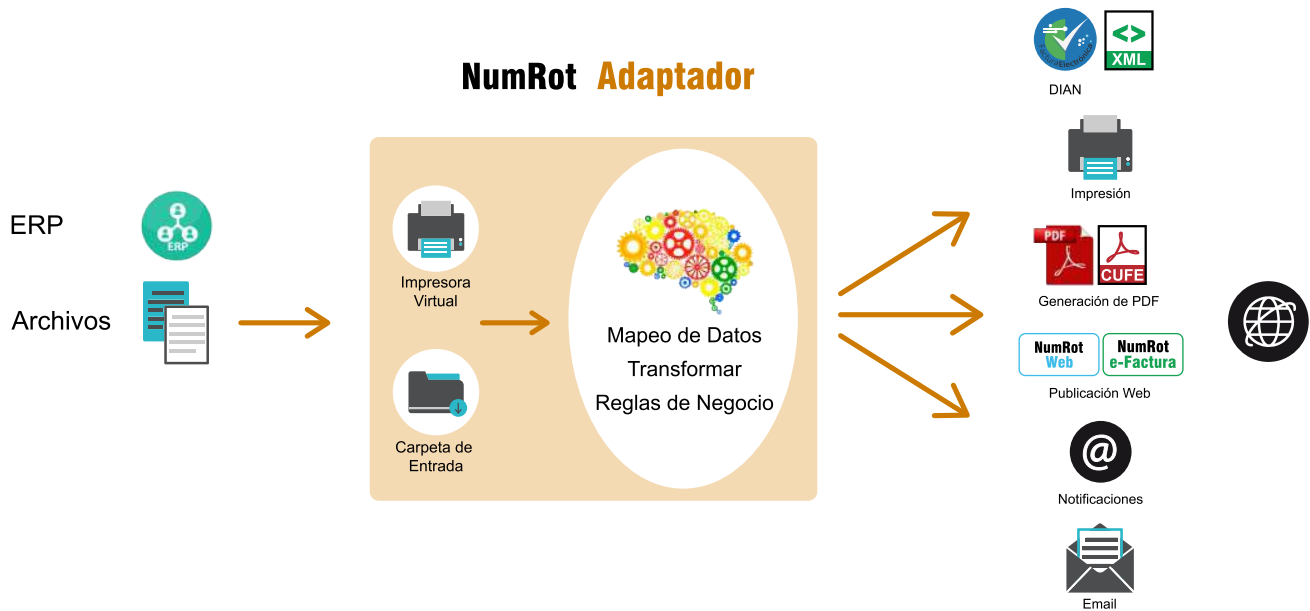 NumRot Adaptador
ERP
ERP
Archivos
Impresora
Virtual
Carpeta de
Entrada
Mapeo de Datos
Transformar
Reglas de Negocio
FacturaElectrónica
XML
DIAN
Impresión
PDF
CUFE
Generación de PDF
NumRot
Web
NumRot
e-Factura
Publicación Web
@
Notificaciones
Email